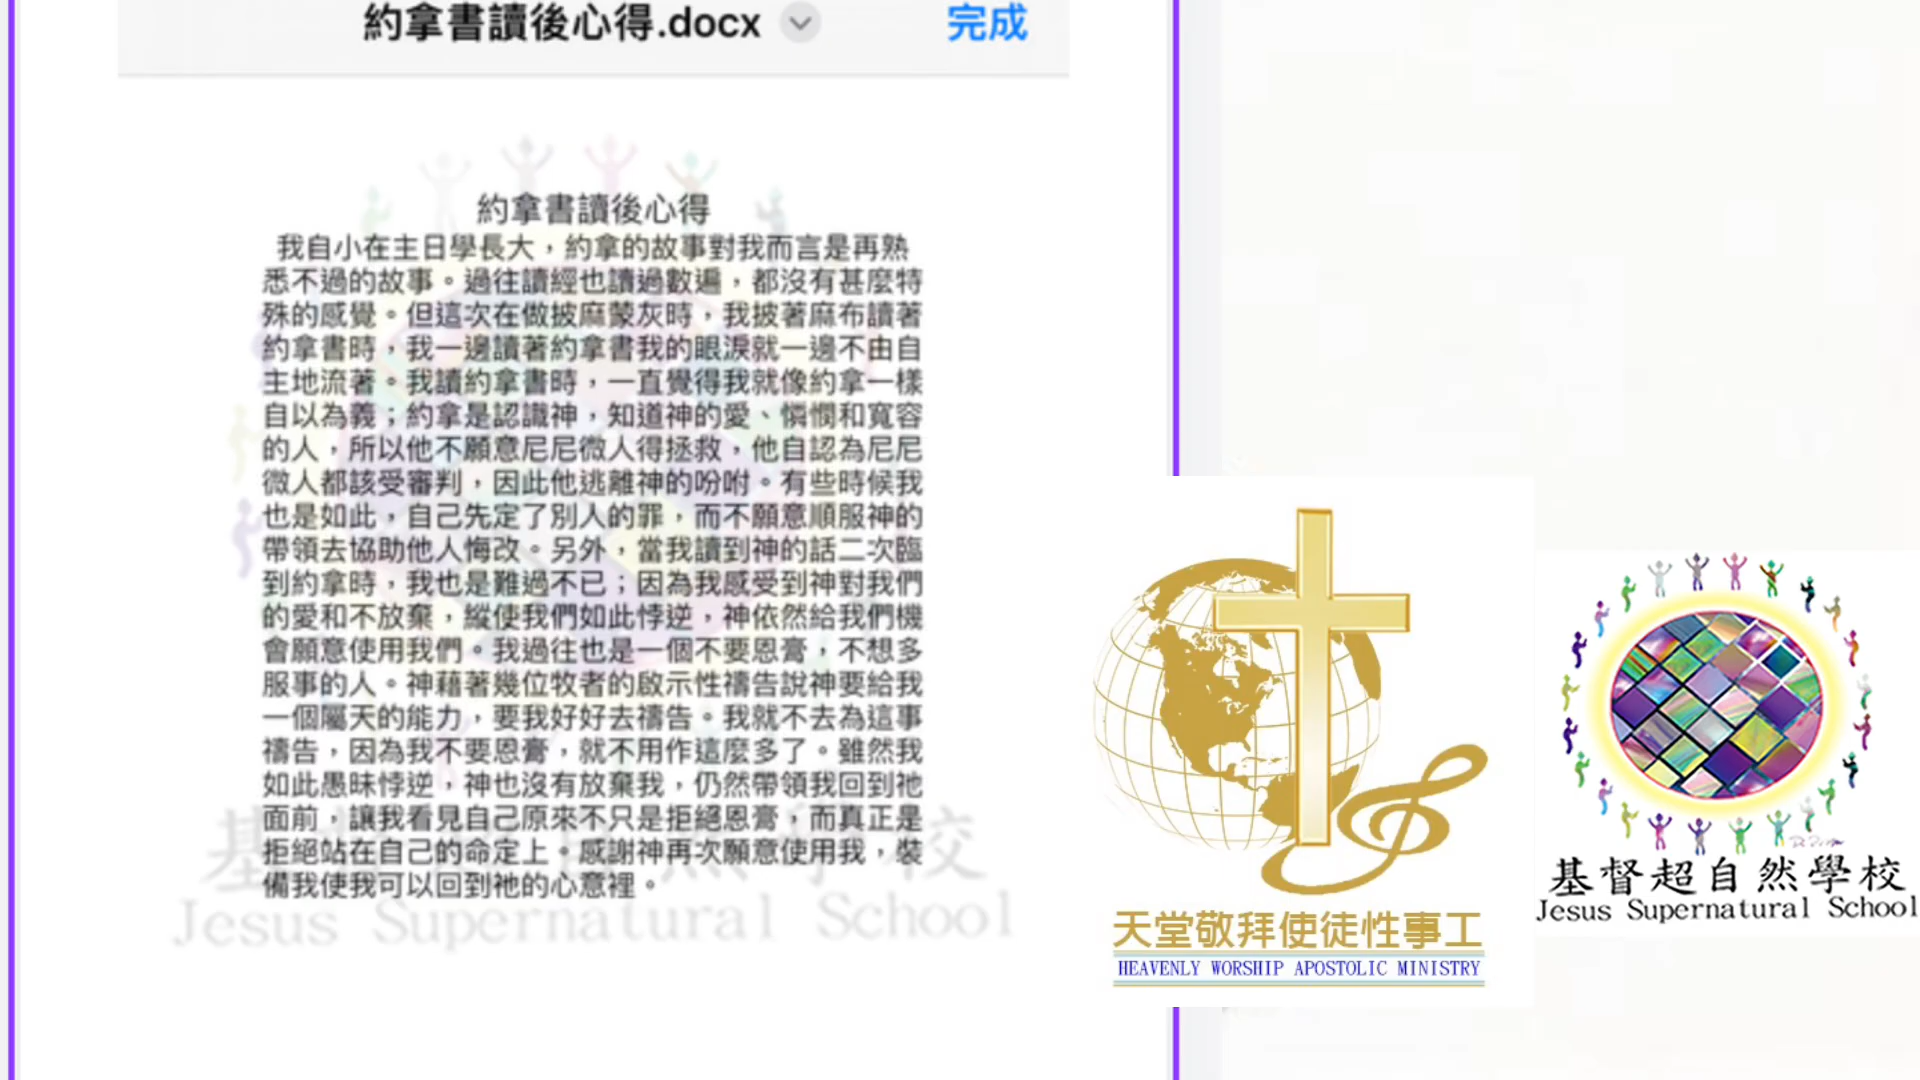 約拿書讀後心得.docx
完成
約拿書讀後心得
我自小在主日學長大，約拿的故事對我而言是再熟
悉不過的故事。過往讀經也讀過數遍，都沒有甚麼特
殊的感覺。但這次在做披麻蒙灰時，我披著麻布讀著
約拿書時，我一邊讀著約拿書我的眼淚就一邊不由自
主地流著。我讀約拿書時，一直覺得我就像約拿一樣
自以為義；約拿是認識神，知道神的愛、憐憫和寬容
的人，所以他不願意尼尼微人得拯救，他自認為尼尼
微人都該受審判，因此他逃離神的吩咐。有些時候我
也是如此，自己先定了別人的罪，而不願意順服神的
帶領去協助他人悔改。另外，當我讀到神的話二次臨
到約拿時，我也是難過不已；因為我感受到神對我們
的愛和不放棄，縱使我們如此悖逆，神依然給我們機
會願意使用我們。我過往也是一個不要恩膏，不想多
服事的人。神藉著幾位牧者的啟示性禱告說神要給我
一個屬天的能力，要我好好去禱告。我就不去為這事
禱告，因為我不要恩膏，就不用作這麼多了。雖然我
如此愚昧悖逆，神也沒有放棄我，仍然帶領我回到祂
面前，讓我看見自己原來不只是拒絕恩膏，而真正是
拒絕站在自己的命定上。感謝神再次願意使用我，裝
備我使我可以回到祂的心意裡。
Jesus Supernatural School
天堂敬拜使徒性事工
HEAVENLY WORSHIP APOSTOLIC MINISTRY
基督超自然學校
Jesus Supernatural School